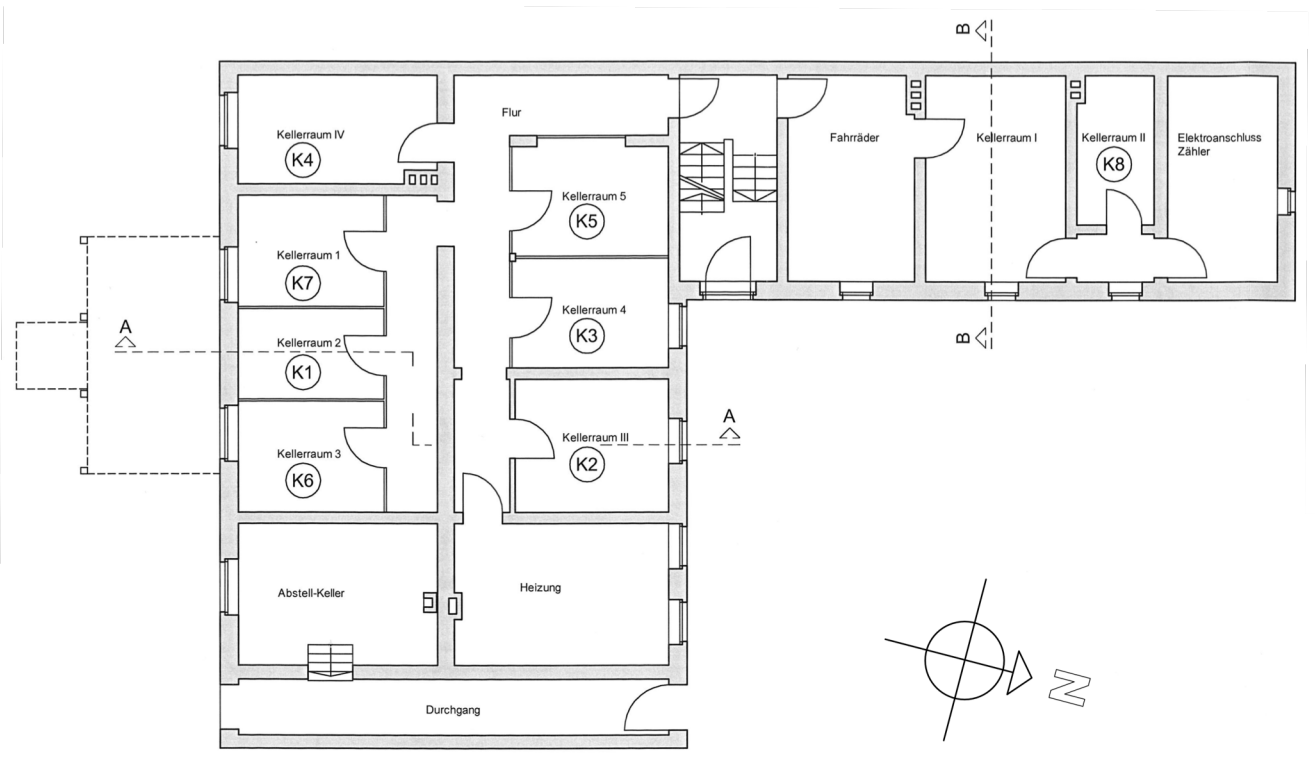 B
Flur
Kellerraum IV
K4
Fahrräder
Kellerraum I
Kellerraum II
K8
Elektroanschluss
Zähler
Kellerraum 5
K5
Kellerraum 1
K7
Kellerraum 4
K3
A
Kellerraum 2
K1
B
A
Kellerraum III
K2
Kellerraum 3
K6
Abstell-Keller
Heizung
N
Durchgang